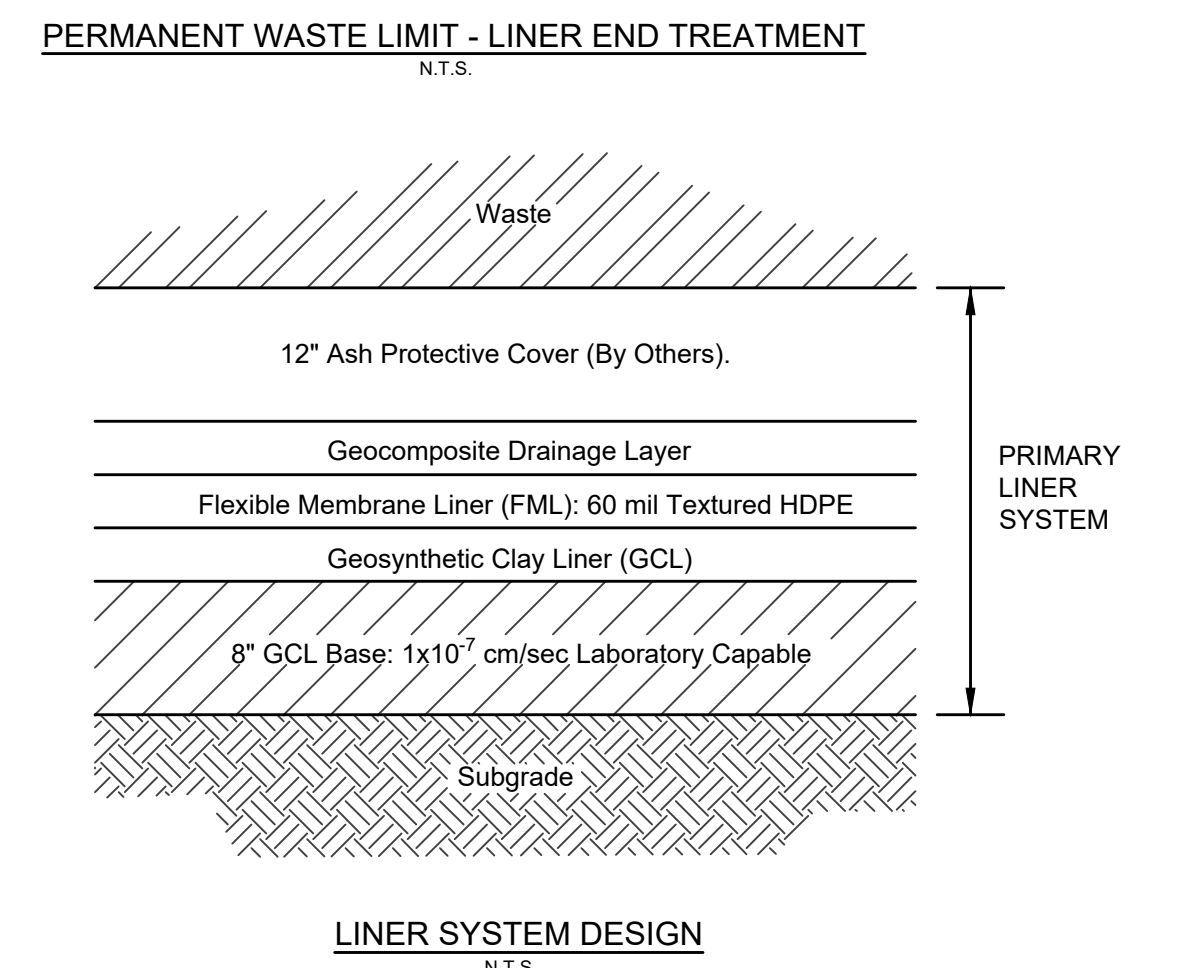 PERMANENT WASTE LIMIT - LINER END TREATMENT
N.T.S.
Waste
12" Ash Protective Cover (By Others).
Geocomposite Drainage Layer
Flexible Membrane Liner (FML): 60 mil Textured HDPE
Geosynthetic Clay Liner (GCL)
8" GCL Base: 1x10⁻⁷ cm/sec Laboratory Capable
Subgrade
PRIMARY
LINER
SYSTEM
LINER SYSTEM DESIGN
N.T.S.